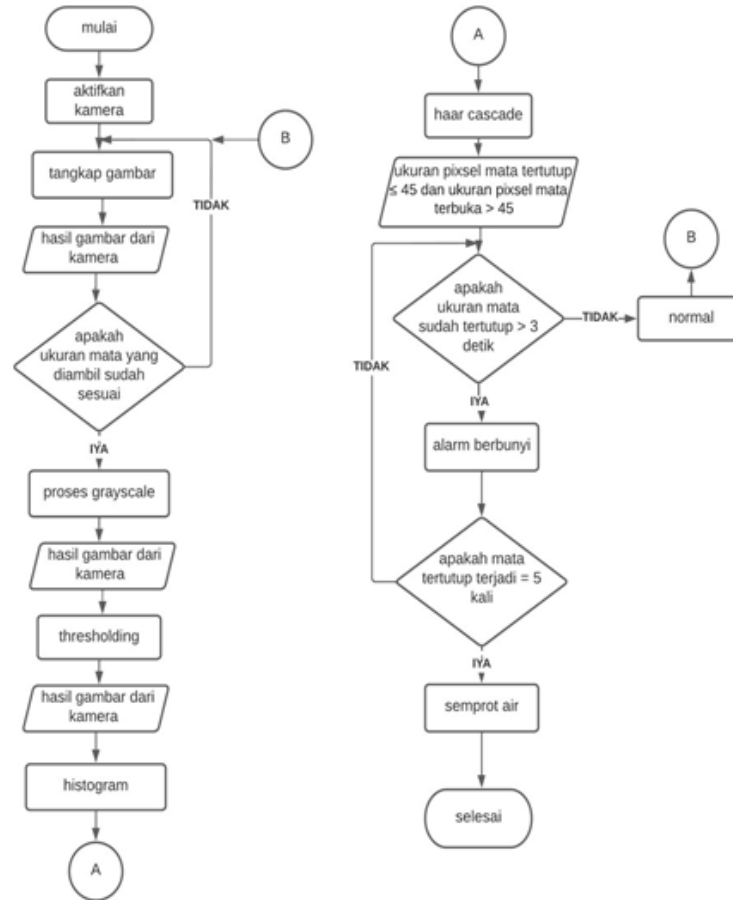 mulai
aktifkan
kamera
B
tangkap gambar
TIDAK
hasil gambar dari
kamera
apakah
ukuran mata yang
diambil sudah
sesuai
IYA
proses grayscale
hasil gambar dari
kamera
thresholding
hasil gambar dari
kamera
histogram
A
A
haar cascade
ukuran pixsel mata tertutup
≤ 45 dan ukuran pixsel mata
terbuka > 45
B
apakah
ukuran mata
sudah tertutup > 3
detik
TIDAK
normal
TIDAK
IYA
alarm berbunyi
apakah mata
tertutup terjadi = 5
kali
IYA
semprot air
selesai